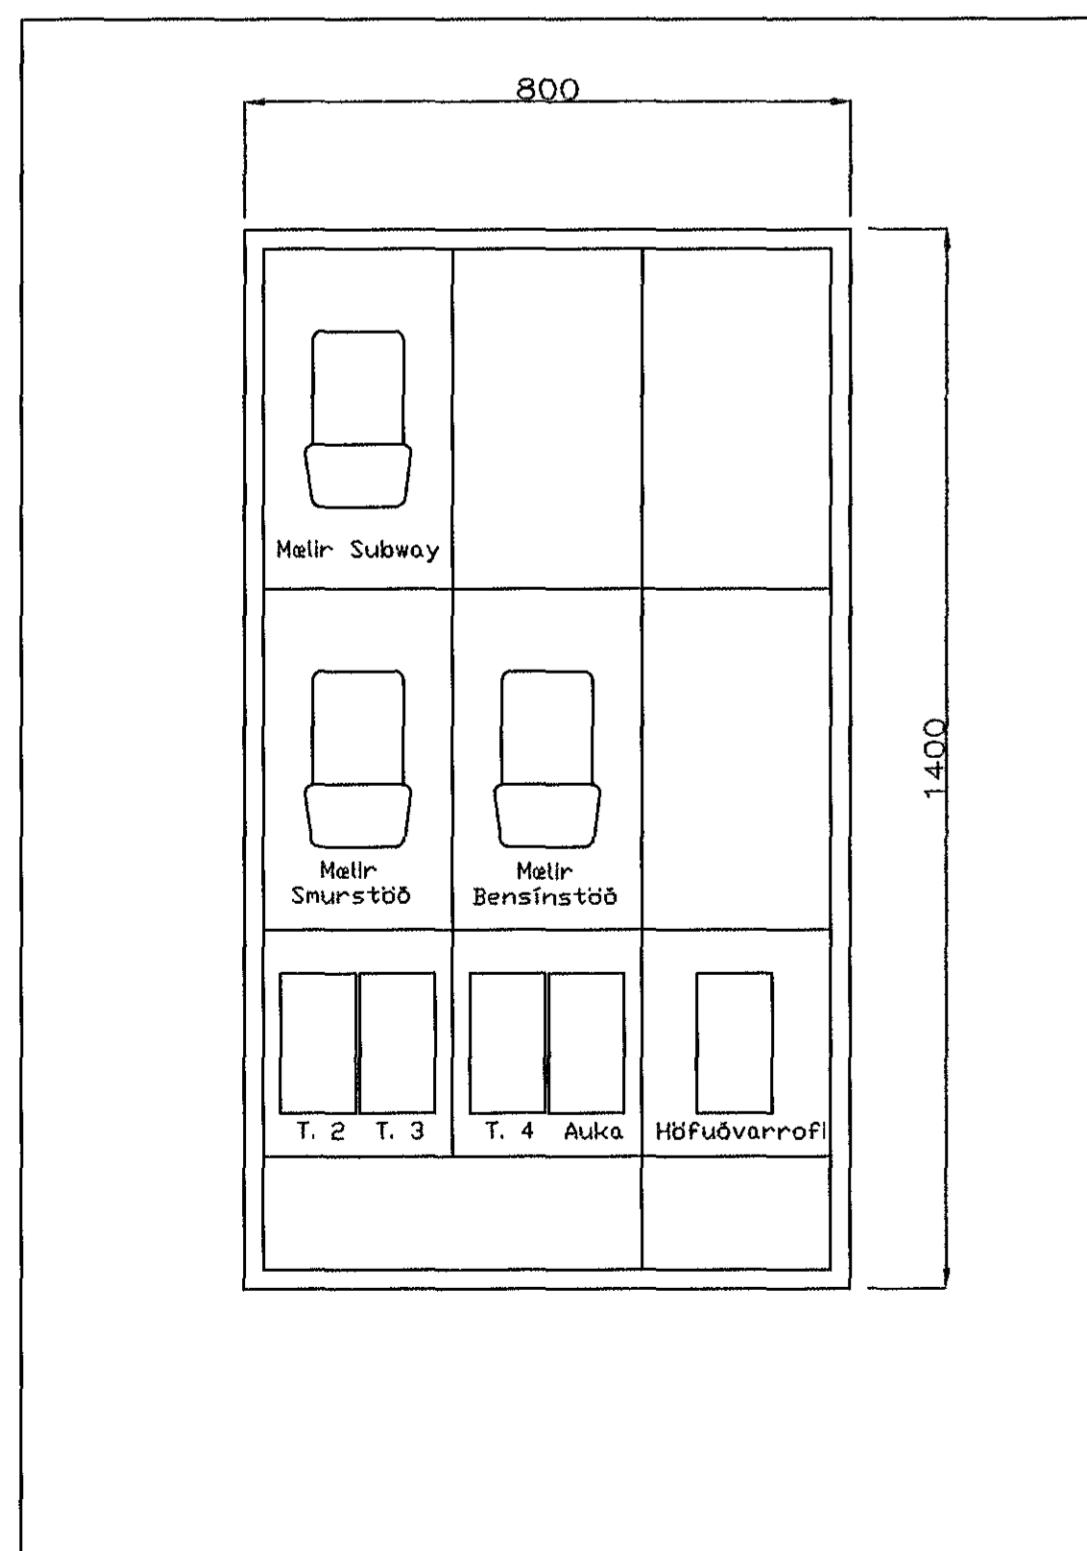 800
Mælir Subway
1400
Mælir
Smurstöð
Mælir
Bensínstöð
T. 2 T. 3
T. 4 Auka
Höfuðvarrofi